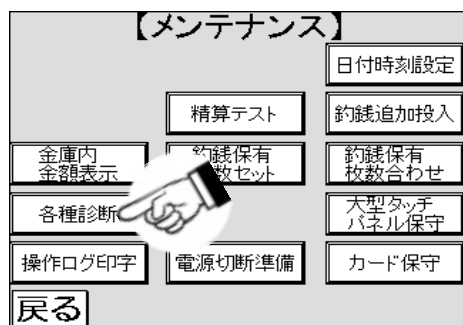 【メンテナンス】
日付時刻設定
精算テスト
釣銭追加投入
金庫内
金額表示
釣銭保有
数セット
釣銭保有
枚数合わせ
各種診断
大型タッチ
パネル保守
操作ログ印字
電源切断準備
カード保守
戻る